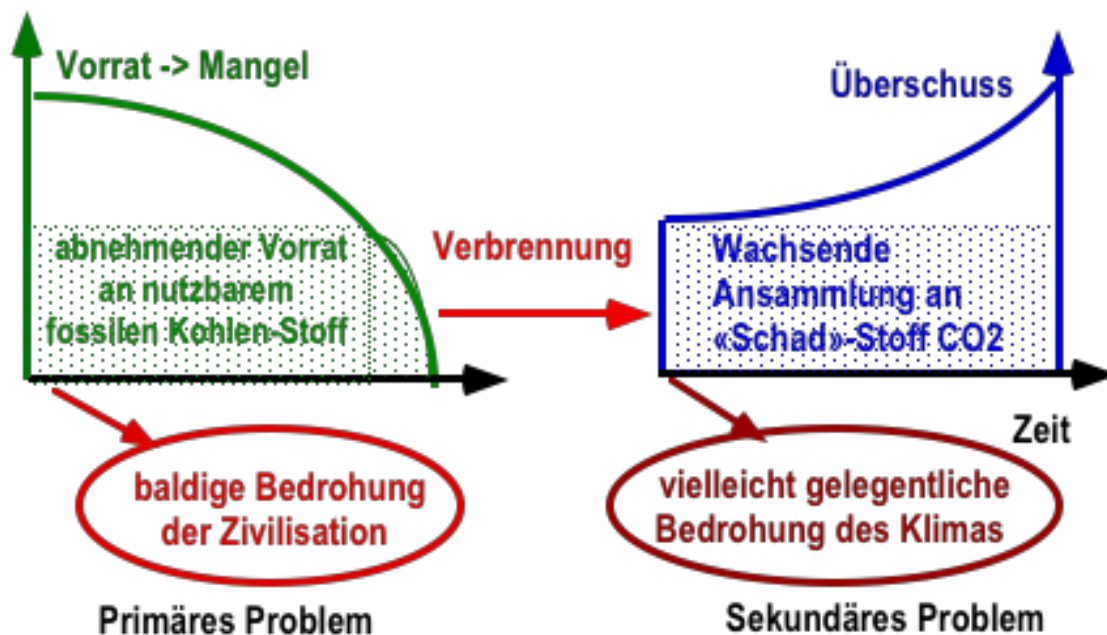 Vorrat -> Mangel
abnehmender Vorrat
an nutzbarem
fossilen Kohlen-Stoff
Verbrennung
Überschuss
Wachsende
Ansammlung an
«Schad»-Stoff CO2
Zeit
baldige Bedrohung
der Zivilisation
vielleicht gelegentliche
Bedrohung des Klimas
Primäres Problem
Sekundäres Problem